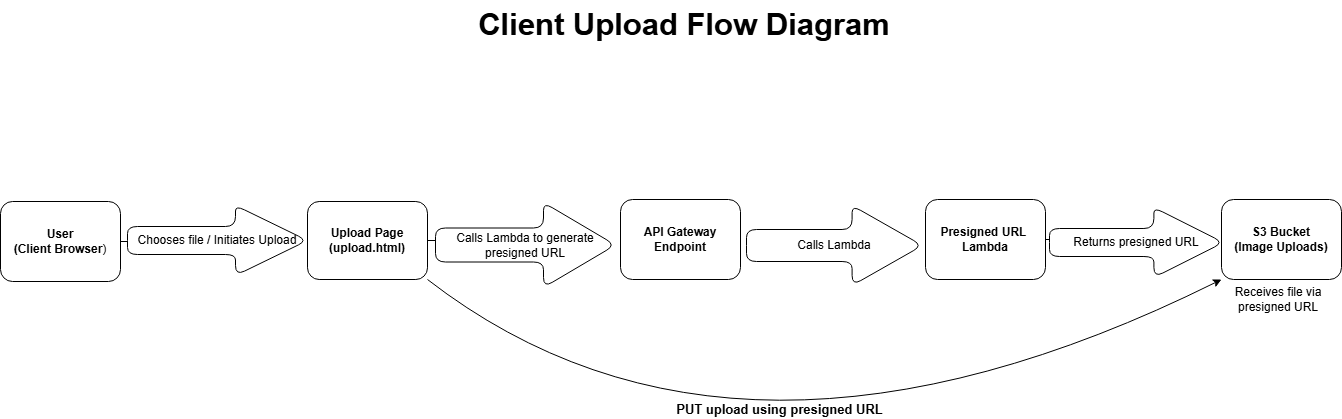 Client Upload Flow Diagram
User
(Client Browser)
Chooses file / Initiates Upload
Upload Page
(upload.html)
Calls Lambda to generate
presigned URL
API Gateway
Endpoint
Calls Lambda
Presigned URL
Lambda
Returns presigned URL
S3 Bucket
(Image Uploads)
Receives file via
presigned URL
PUT upload using presigned URL